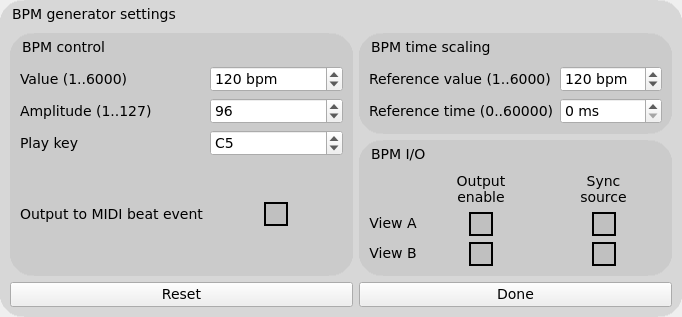 BPM generator settings
BPM control
Value (1..6000) 120 bpm
Amplitude (1..127) 96
Play key C5
Output to MIDI beat event
BPM time scaling
Reference value (1..6000) 120 bpm
Reference time (0..60000) 0 ms
BPM I/O
Output enable
Sync source
View A
View B
Reset
Done